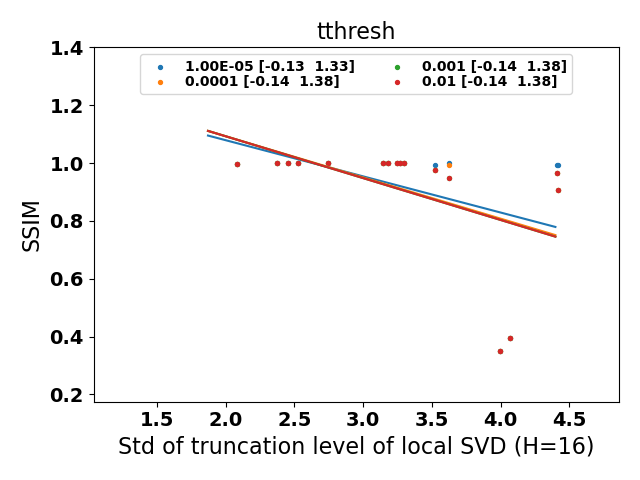 tthresh
1.00E-05 [-0.13  1.33]
0.0001 [-0.14  1.38]
0.001 [-0.14  1.38]
0.01 [-0.14  1.38]
SSIM
1.4
1.2
1.0
0.8
0.6
0.4
0.2
1.5 2.0 2.5 3.0 3.5 4.0 4.5
Std of truncation level of local SVD (H=16)